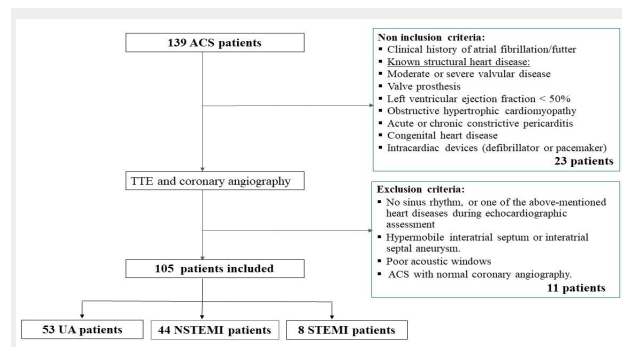 139 ACS patients
Non inclusion criteria:
▪ Clinical history of atrial fibrillation/futter
▪ Known structural heart disease:
▪ Moderate or severe valvular disease
▪ Valve prosthesis
▪ Left ventricular ejection fraction < 50%
▪ Obstructive hypertrophic cardiomyopathy
▪ Acute or chronic constrictive pericarditis
▪ Congenital heart disease
▪ Intracardiac devices (defibrillator or pacemaker)
23 patients
TTE and coronary angiography
Exclusion criteria:
▪ No sinus rhythm, or one of the above-mentioned
heart diseases during echocardiographic
assessment
▪ Hypermobile interatrial septum or interatrial
septal aneurysm.
▪ Poor acoustic windows
▪ ACS with normal coronary angiography.
11 patients
105 patients included
53 UA patients
44 NSTEMI patients
8 STEMI patients